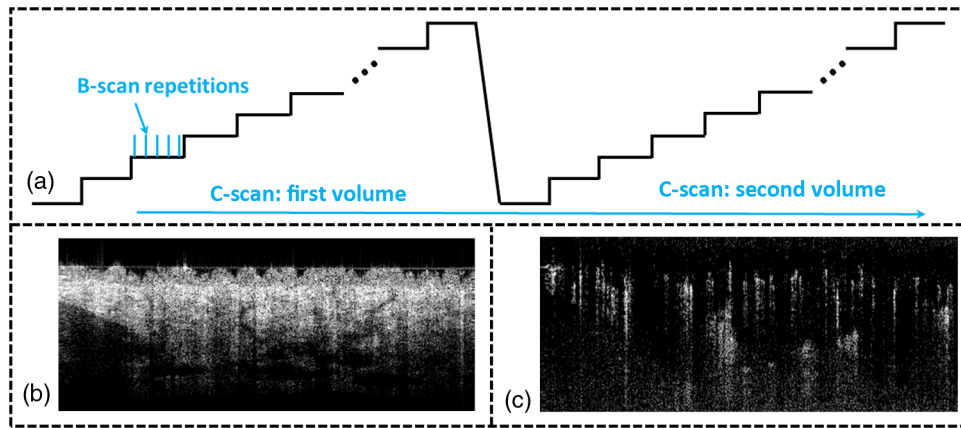 B-scan repetitions
(a)
C-scan: first volume
C-scan: second volume
(b)
(c)